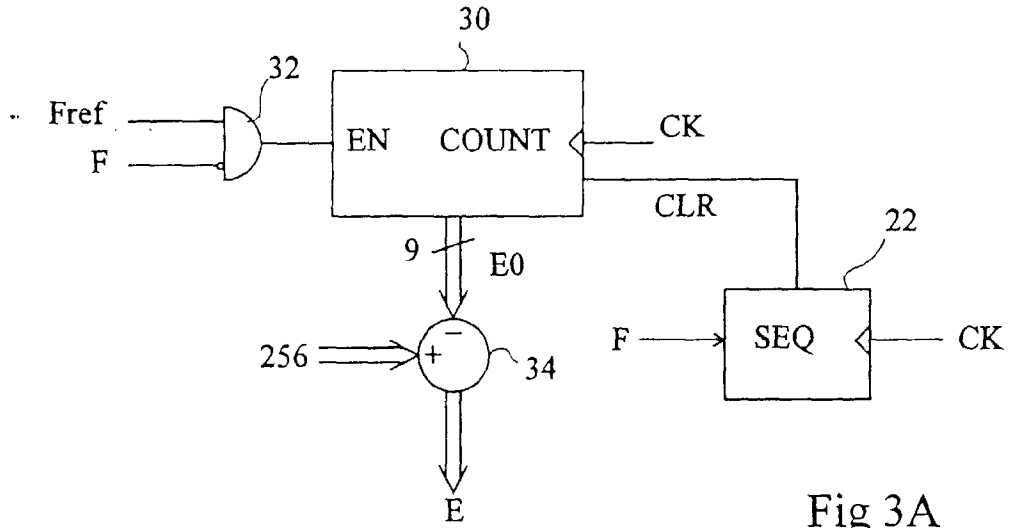 30
32
Fref
F
EN COUNT
CK
CLR
22
9
E0
F
SEQ
CK
256
+
−
34
E
Fig 3A